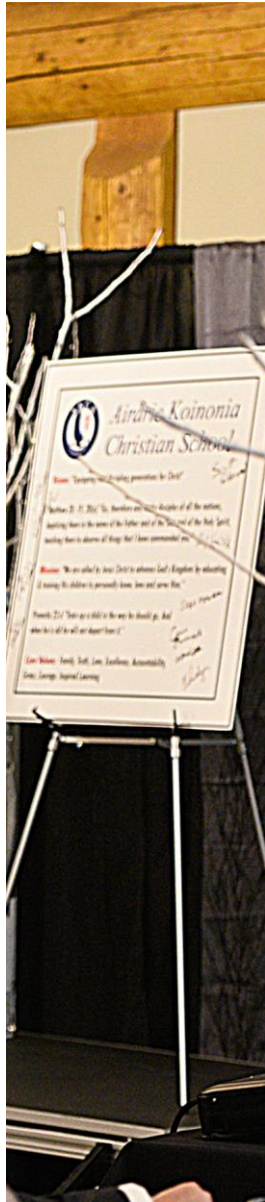 Airdrie Koinonia
Christian School
Vision: "Equipping and discipling generations for Christ"
Matthew 28: 19, 20a "Go, therefore and make disciples of all the nations,
baptizing them in the name of the Father and of the Son and of the Holy Spirit,
teaching them to observe all things that I have commanded you
Mission: "We are called by Jesus Christ to advance God's Kingdom by educating
& training His children to personally know, love and serve Him."
Proverbs 22:6 "Train up a child in the way he should go, And
when he is old he will not depart from it"
Core Values: Family, Truth, Love, Excellence, Accountability,
Grace, Courage, Inspired Learning